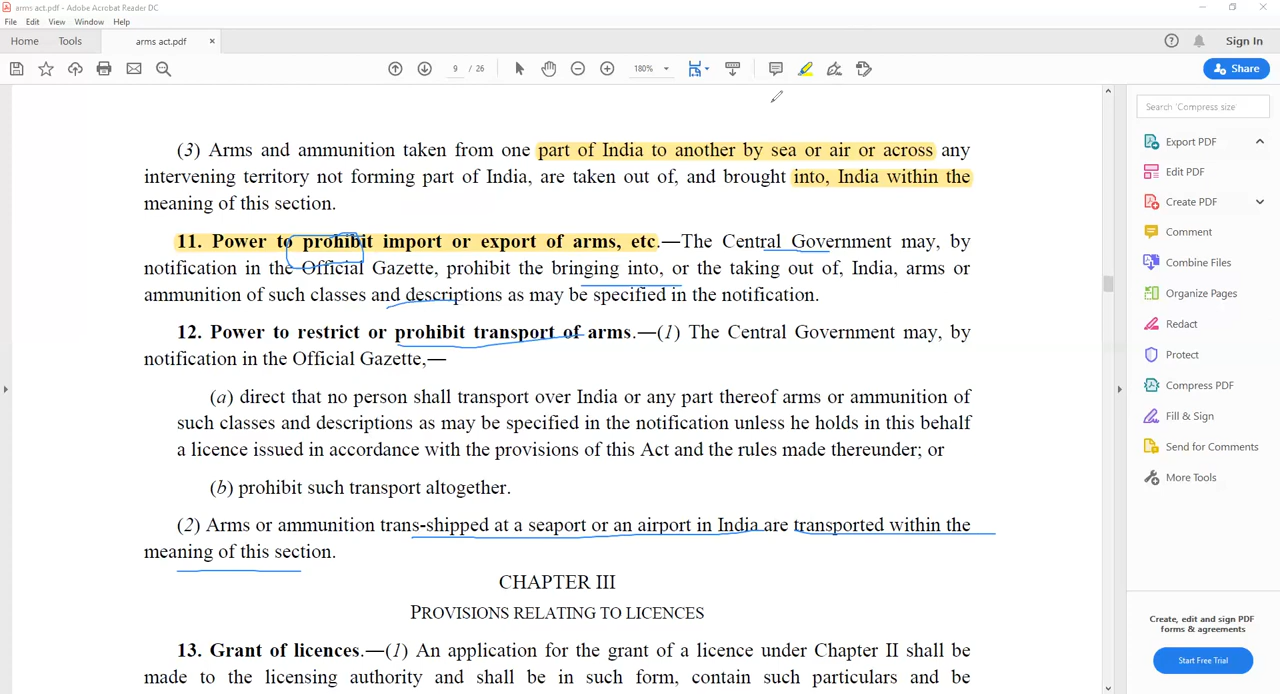 arms act.pdf - Adobe Acrobat Reader DC
File Edit View Window Help
Home Tools arms act.pdf × Sign In
9 / 26 180% Share
(3) Arms and ammunition taken from one part of India to another by sea or air or across any
intervening territory not forming part of India, are taken out of, and brought into, India within the
meaning of this section.
11. Power to prohibit import or export of arms, etc.—The Central Government may, by
notification in the Official Gazette, prohibit the bringing into, or the taking out of, India, arms or
ammunition of such classes and descriptions as may be specified in the notification.
12. Power to restrict or prohibit transport of arms.—(1) The Central Government may, by
notification in the Official Gazette,—
(a) direct that no person shall transport over India or any part thereof arms or ammunition of
such classes and descriptions as may be specified in the notification unless he holds in this behalf
a licence issued in accordance with the provisions of this Act and the rules made thereunder; or
(b) prohibit such transport altogether.
(2) Arms or ammunition trans-shipped at a seaport or an airport in India are transported within the
meaning of this section.
CHAPTER III
PROVISIONS RELATING TO LICENCES
13. Grant of licences.—(1) An application for the grant of a licence under Chapter II shall be
made to the licensing authority and shall be in such form, contain such particulars and be
Search 'Compress size'
Export PDF
Edit PDF
Create PDF
Comment
Combine Files
Organize Pages
Redact
Protect
Compress PDF
Fill & Sign
Send for Comments
More Tools
Create, edit and sign PDF
forms & agreements
Start Free Trial